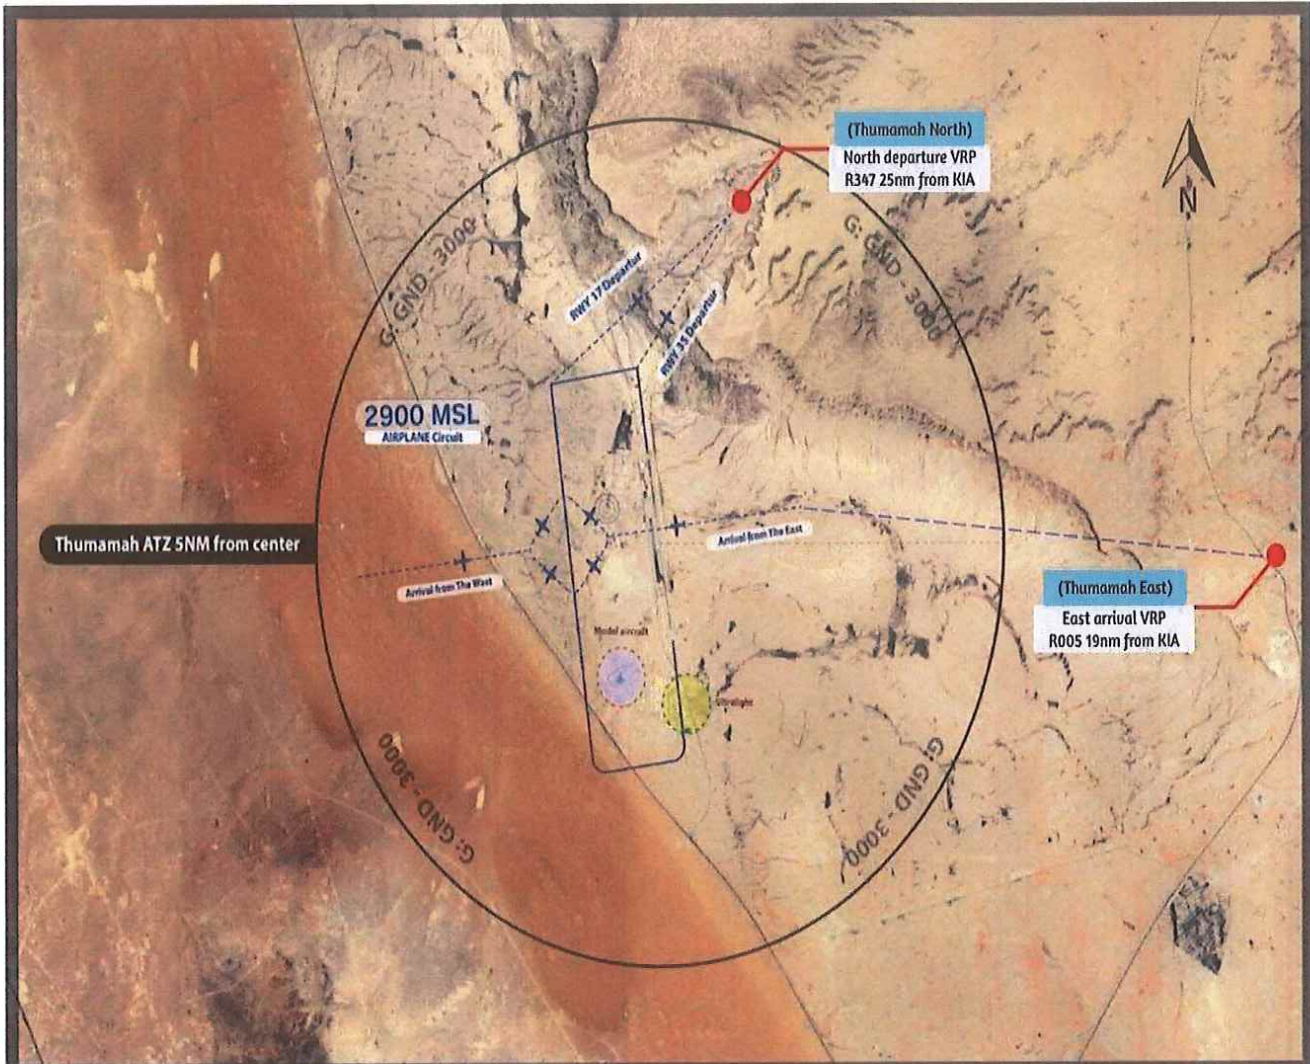 (Thumamah North)
North departure VRP
R347 25nm from KIA
N
G: GND - 3000
G: GND - 3000
RWY 17 Departur
RWY 35 Departur
2900 MSL
AIRPLANE Circuit
Thumamah ATZ 5NM from center
Arrival from The East
Arrival from The West
(Thumamah East)
East arrival VRP
R005 19nm from KIA
Model aircraft
Ultralight
G: GND - 3000
G: GND - 3000